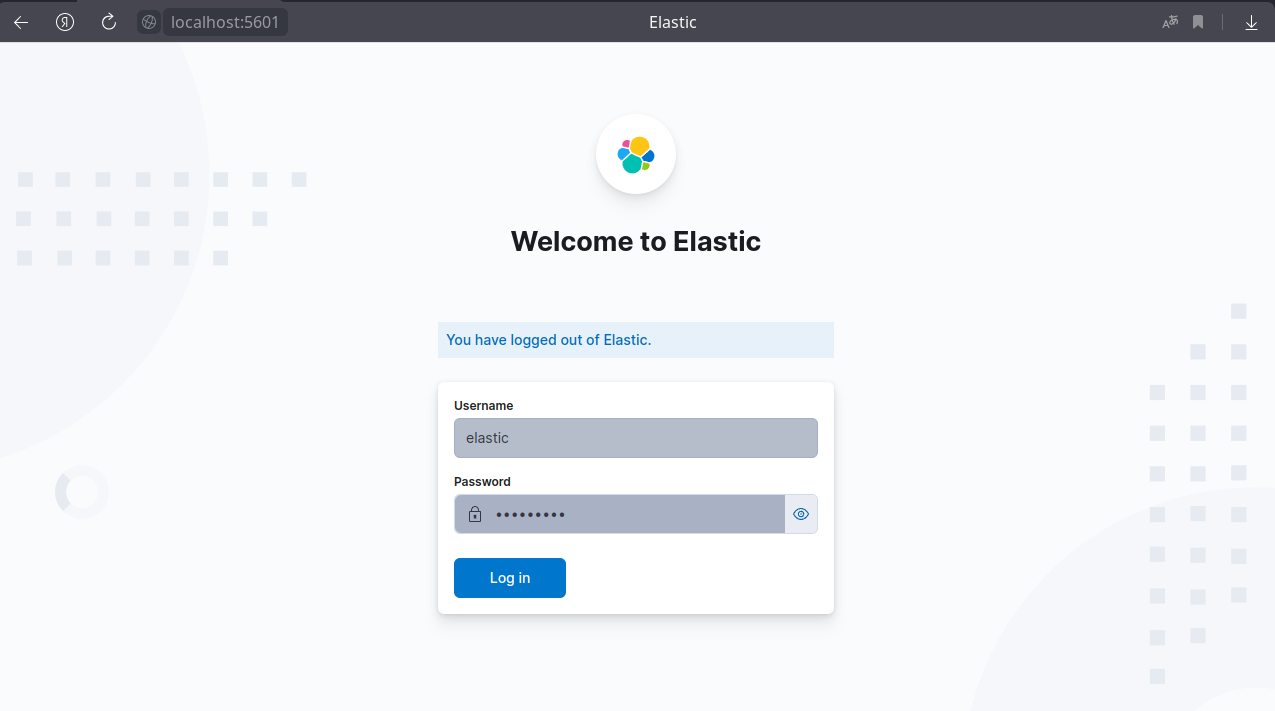 localhost:5601
Elastic
Welcome to Elastic
You have logged out of Elastic.
Username
elastic
Password
•••••••••
Log in